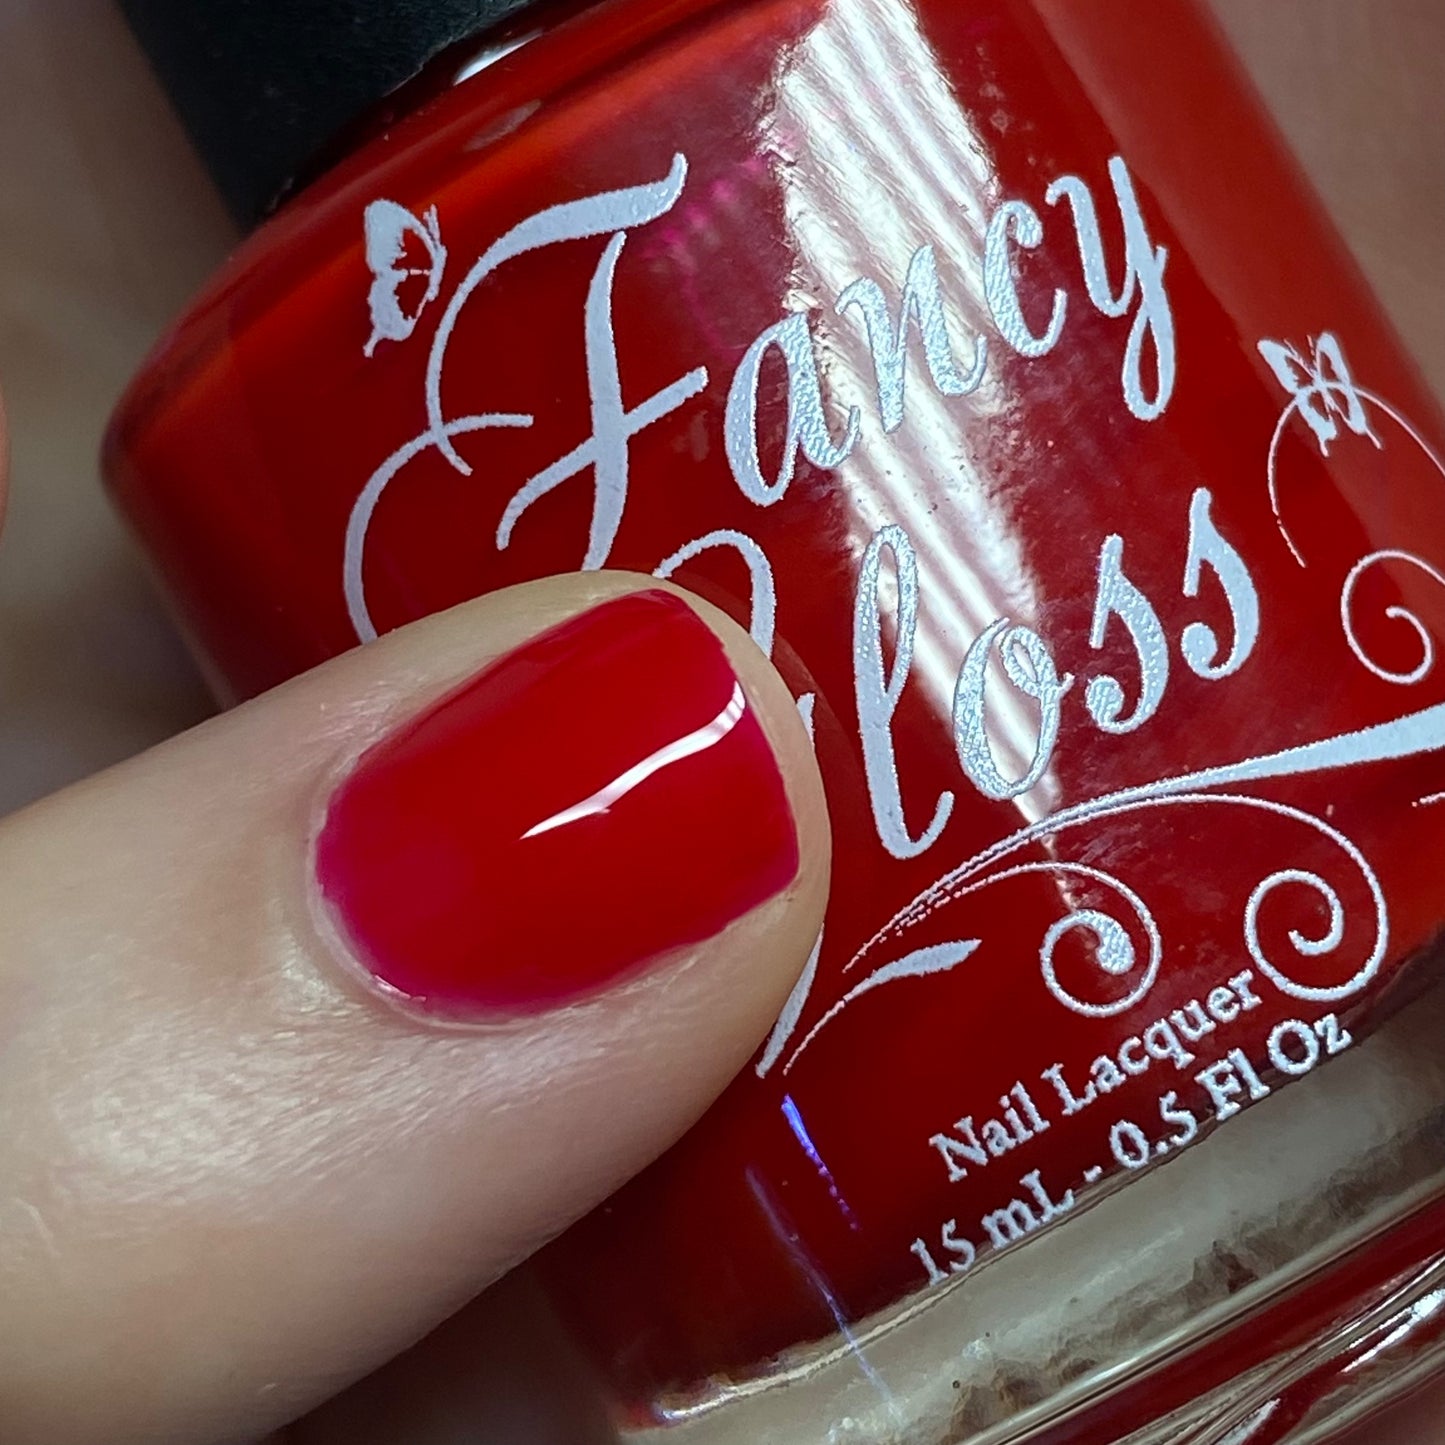 Fancy
Gloss
Nail Lacquer
15 mL - 0.5 Fl Oz